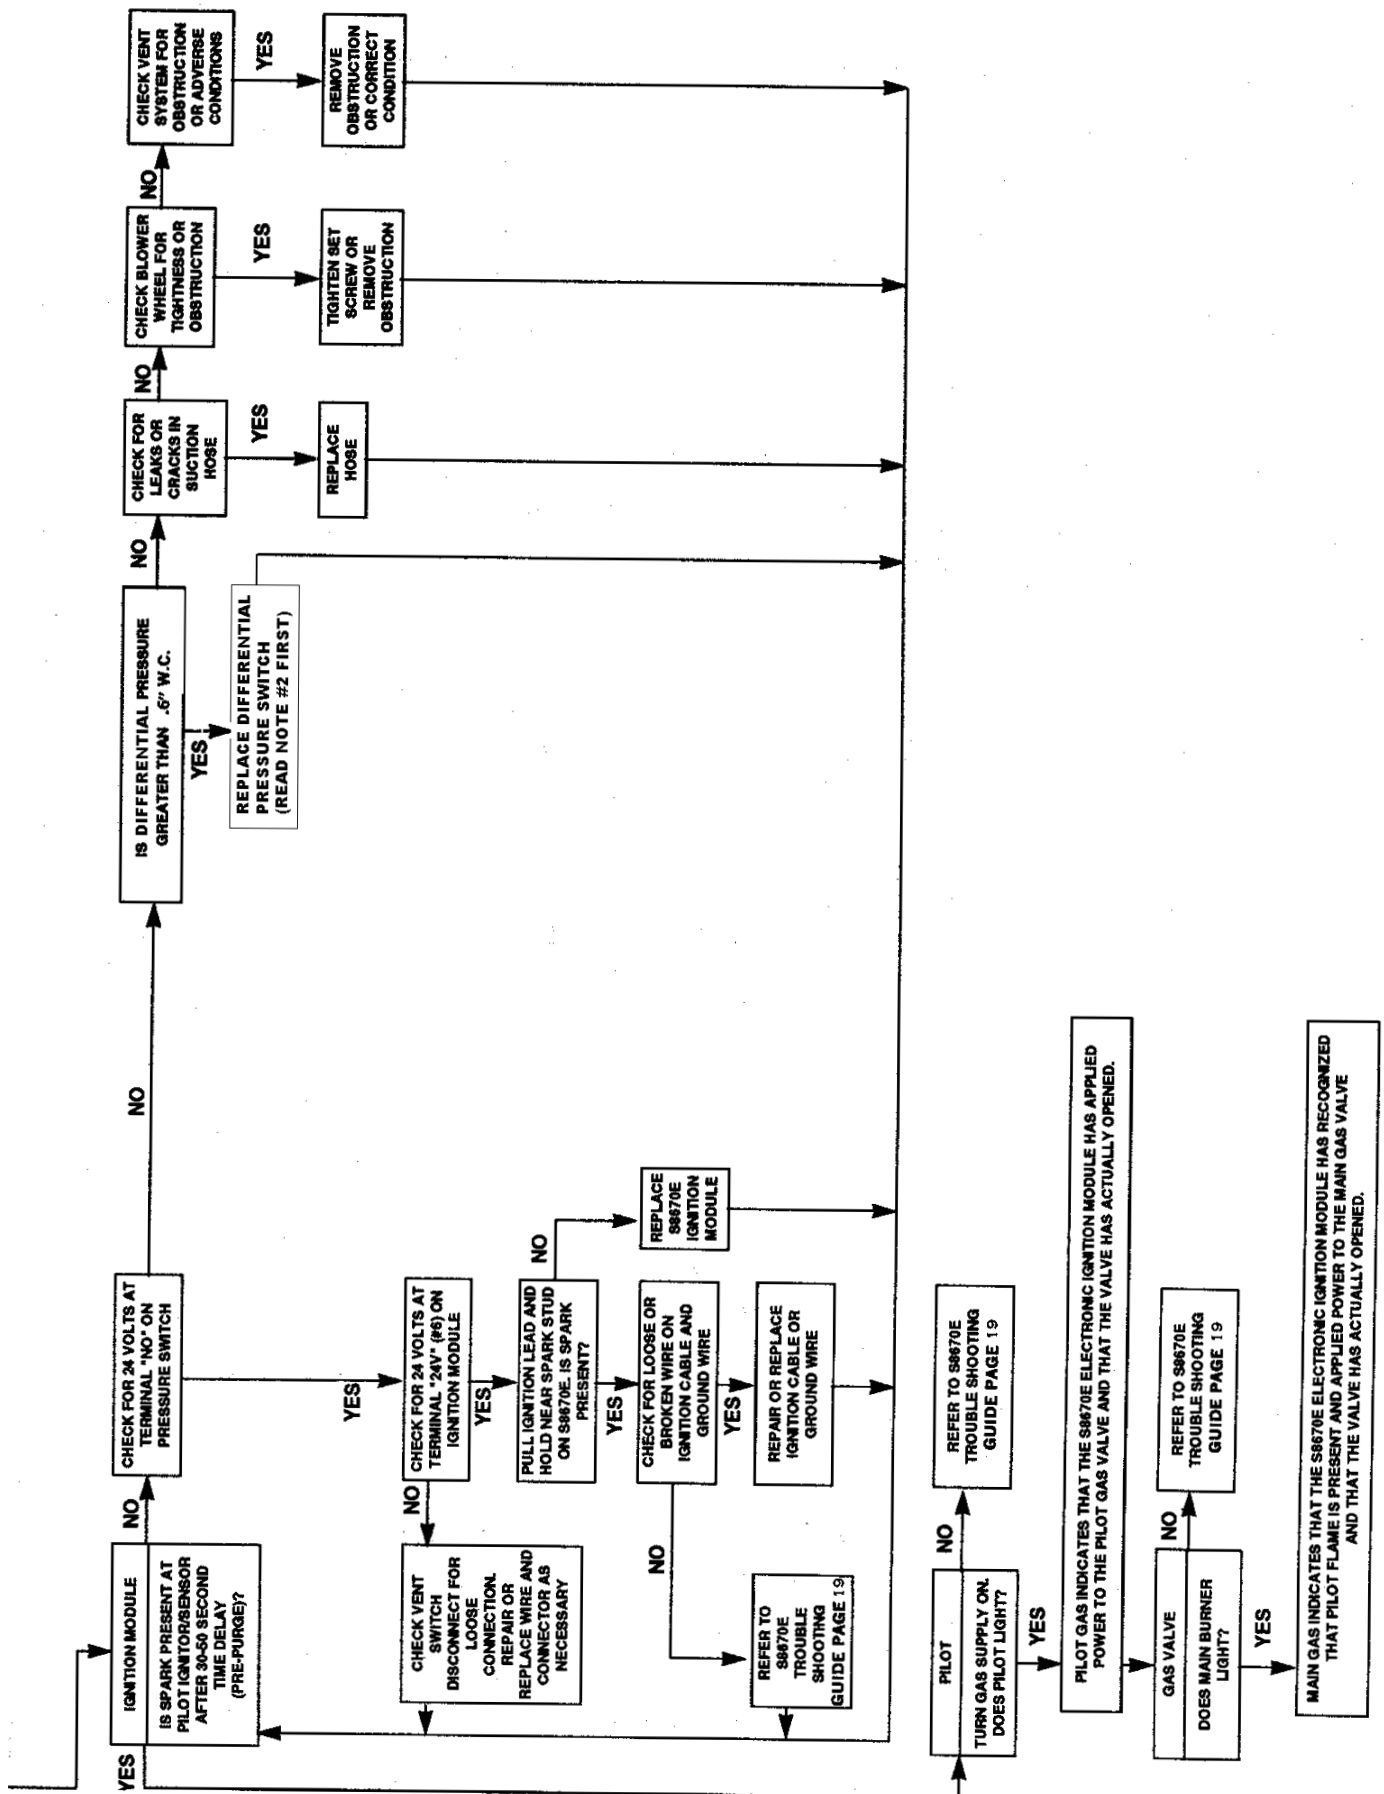 IGNITION MODULE
IS SPARK PRESENT AT
PILOT IGNITOR/SENSOR
AFTER 30-50 SECOND
TIME DELAY
(PRE-PURGE)?
YES
NO
CHECK FOR 24 VOLTS AT
TERMINAL "NO" ON
PRESSURE SWITCH
NO
IS DIFFERENTIAL PRESSURE
GREATER THAN .6" W.C.
NO
CHECK FOR
LEAKS OR
CRACKS IN
SUCTION
HOSE
NO
CHECK BLOWER
WHEEL FOR
TIGHTNESS OR
OBSTRUCTION
NO
CHECK VENT
SYSTEM FOR
OBSTRUCTION
OR ADVERSE
CONDITIONS
YES
REPLACE DIFFERENTIAL
PRESSURE SWITCH
(READ NOTE #2 FIRST)
YES
REPLACE
HOSE
YES
TIGHTEN SET
SCREW OR
REMOVE
OBSTRUCTION
YES
REMOVE
OBSTRUCTION
OR CORRECT
CONDITION
YES
CHECK FOR 24 VOLTS AT
TERMINAL "24V" (#6) ON
IGNITION MODULE
NO
CHECK VENT
SWITCH
DISCONNECT FOR
LOOSE
CONNECTION.
REPAIR OR
REPLACE WIRE AND
CONNECTOR AS
NECESSARY
YES
PULL IGNITION LEAD AND
HOLD NEAR SPARK STUD
ON S8670E. IS SPARK
PRESENT?
NO
REPLACE
S8670E
IGNITION
MODULE
YES
CHECK FOR LOOSE OR
BROKEN WIRE ON
IGNITION CABLE AND
GROUND WIRE
NO
REFER TO
S8670E
TROUBLE
SHOOTING
GUIDE PAGE 19
YES
REPAIR OR REPLACE
IGNITION CABLE OR
GROUND WIRE
PILOT
TURN GAS SUPPLY ON.
DOES PILOT LIGHT?
NO
REFER TO S8670E
TROUBLE SHOOTING
GUIDE PAGE 19
YES
PILOT GAS INDICATES THAT THE S8670E ELECTRONIC IGNITION MODULE HAS APPLIED
POWER TO THE PILOT GAS VALVE AND THAT THE VALVE HAS ACTUALLY OPENED.
GAS VALVE
DOES MAIN BURNER
LIGHT?
NO
REFER TO S8670E
TROUBLE SHOOTING
GUIDE PAGE 19
YES
MAIN GAS INDICATES THAT THE S8670E ELECTRONIC IGNITION MODULE HAS RECOGNIZED
THAT PILOT FLAME IS PRESENT AND APPLIED POWER TO THE MAIN GAS VALVE
AND THAT THE VALVE HAS ACTUALLY OPENED.